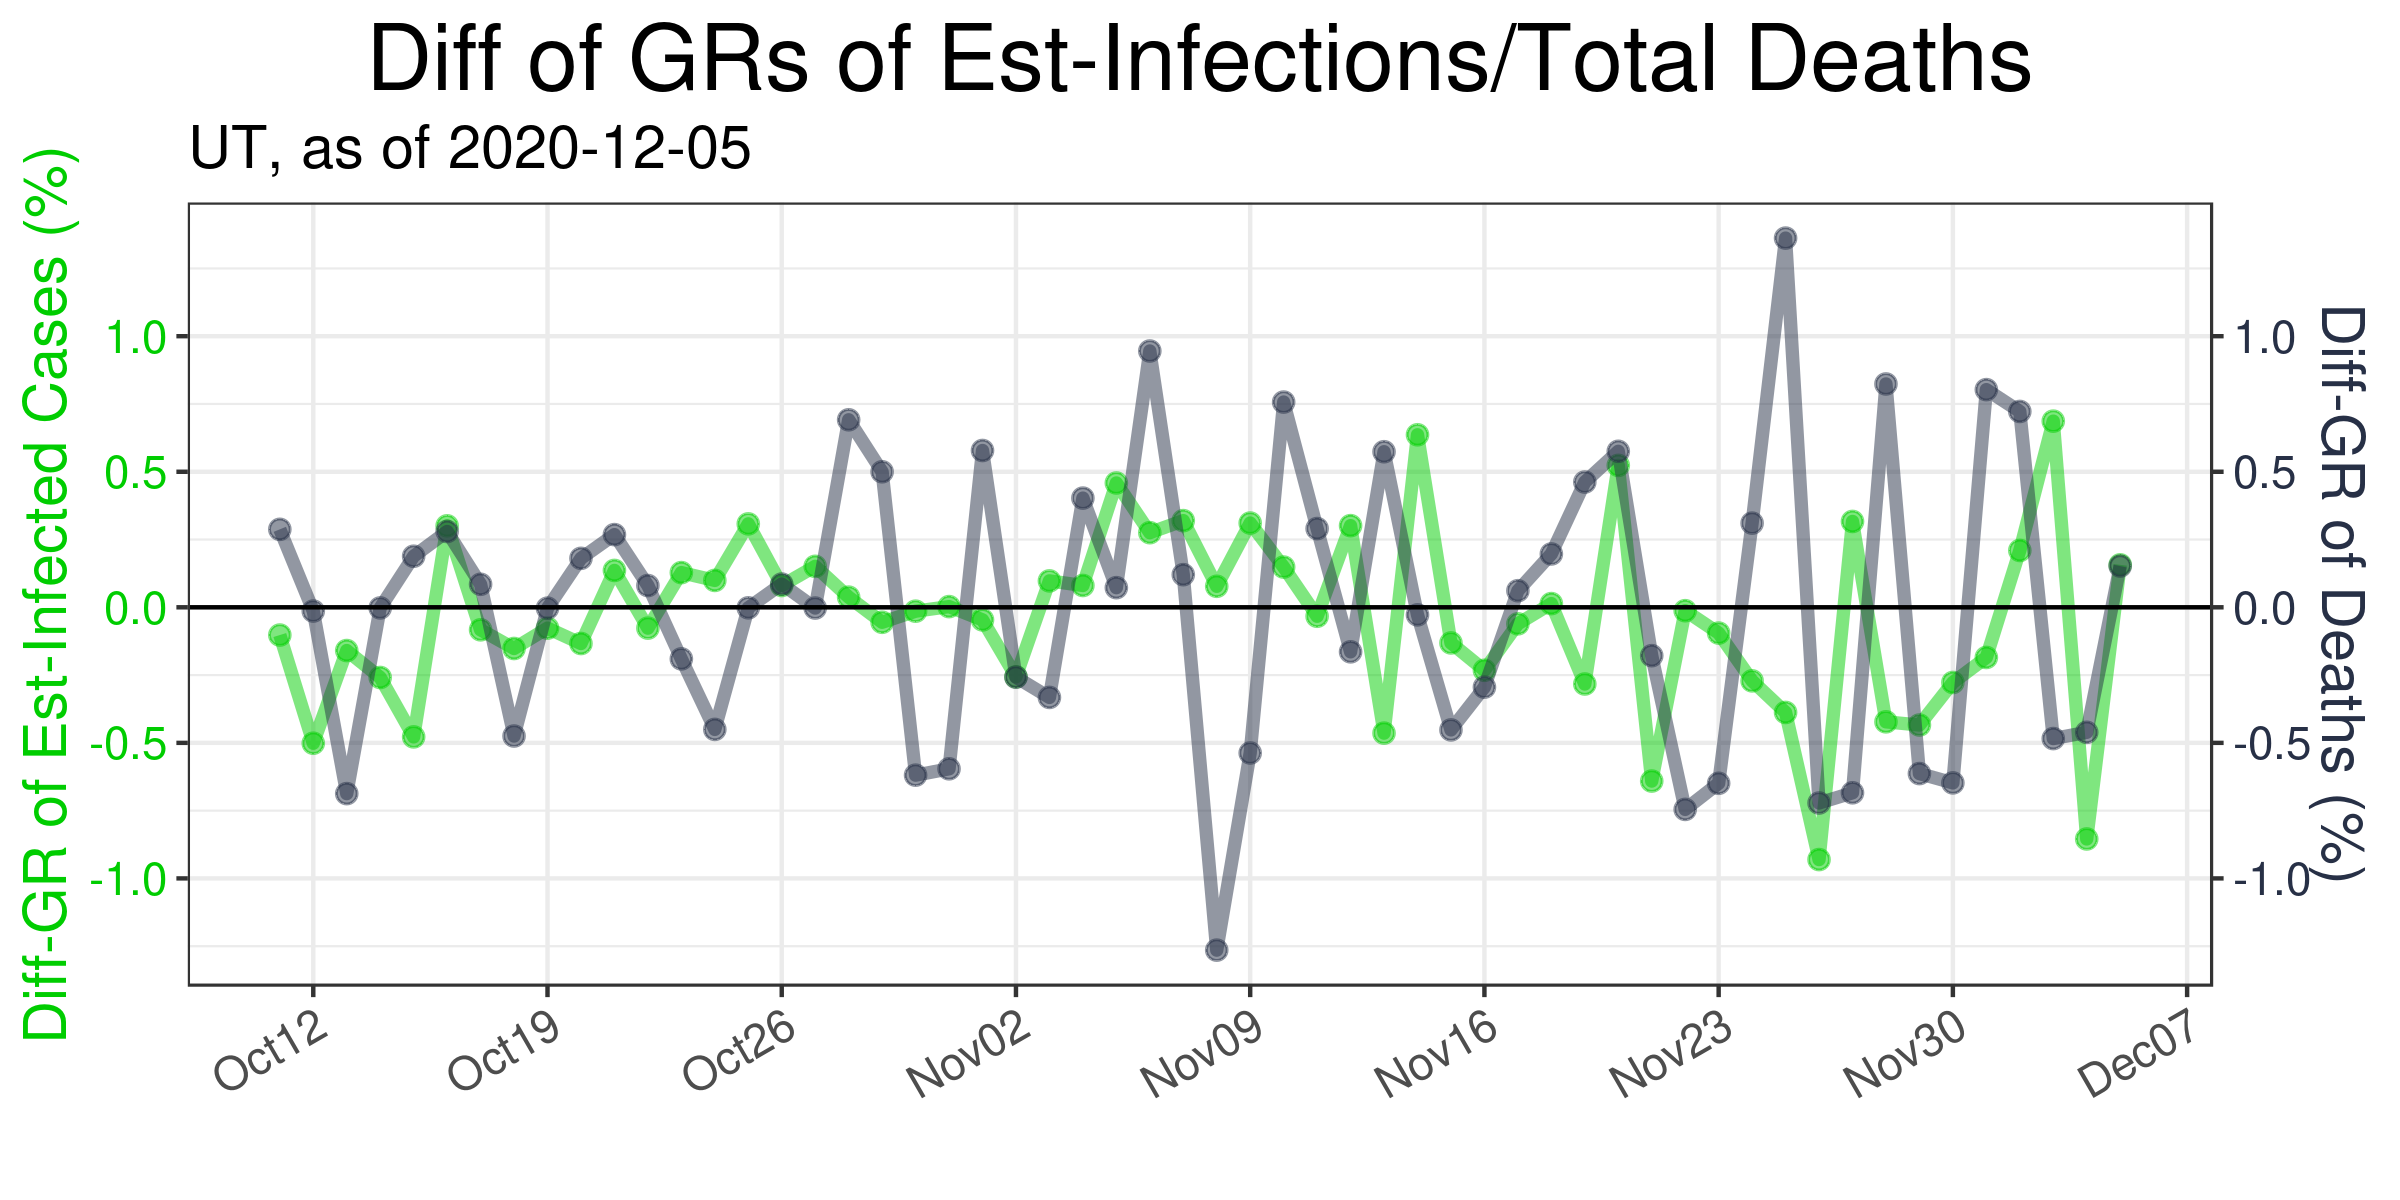 Diff of GRs of Est-Infections/Total Deaths
UT, as of 2020-12-05
Diff-GR of Est-Infected Cases (%)
1.0
0.5
0.0
-0.5
-1.0
1.0
0.5
0.0
-0.5
-1.0
Diff-GR of Deaths (%)
Oct12
Oct19
Oct26
Nov02
Nov09
Nov16
Nov23
Nov30
Dec07